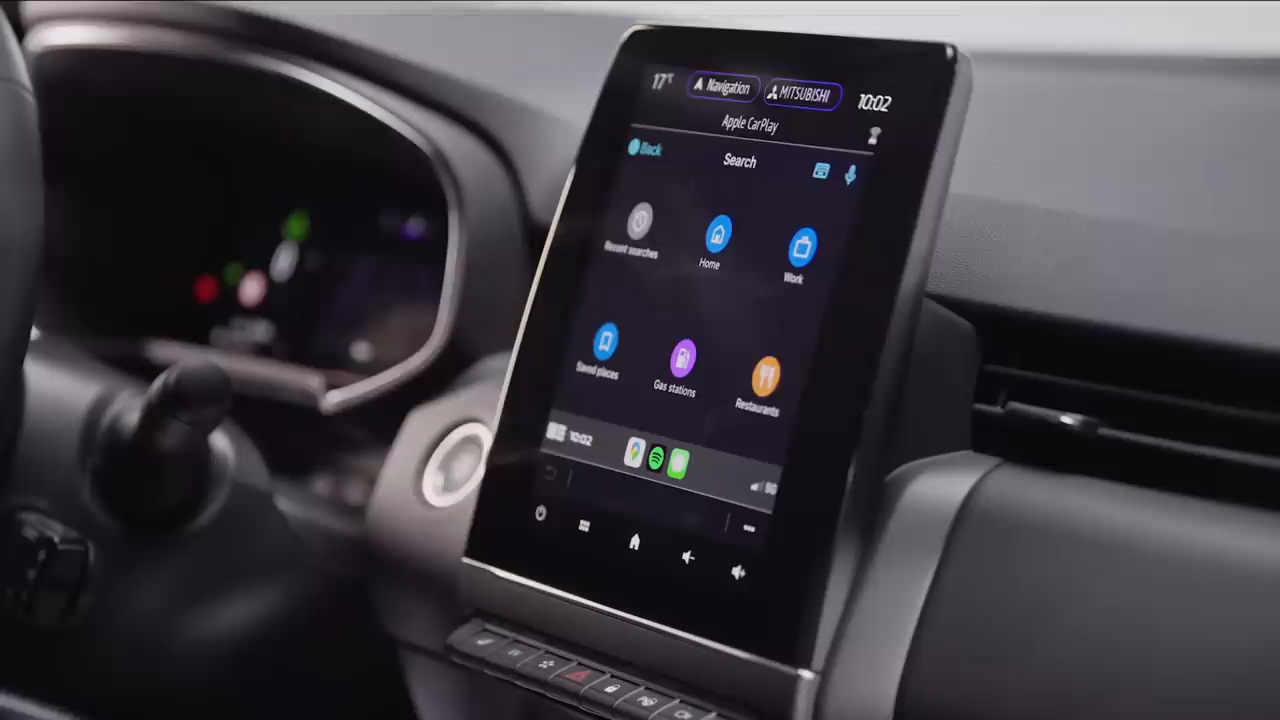 17°C Navigation MITSUBISHI 10:02
Apple CarPlay
Back Search
Recent searches Home Work
Saved places Gas stations Restaurants
10:02 5G